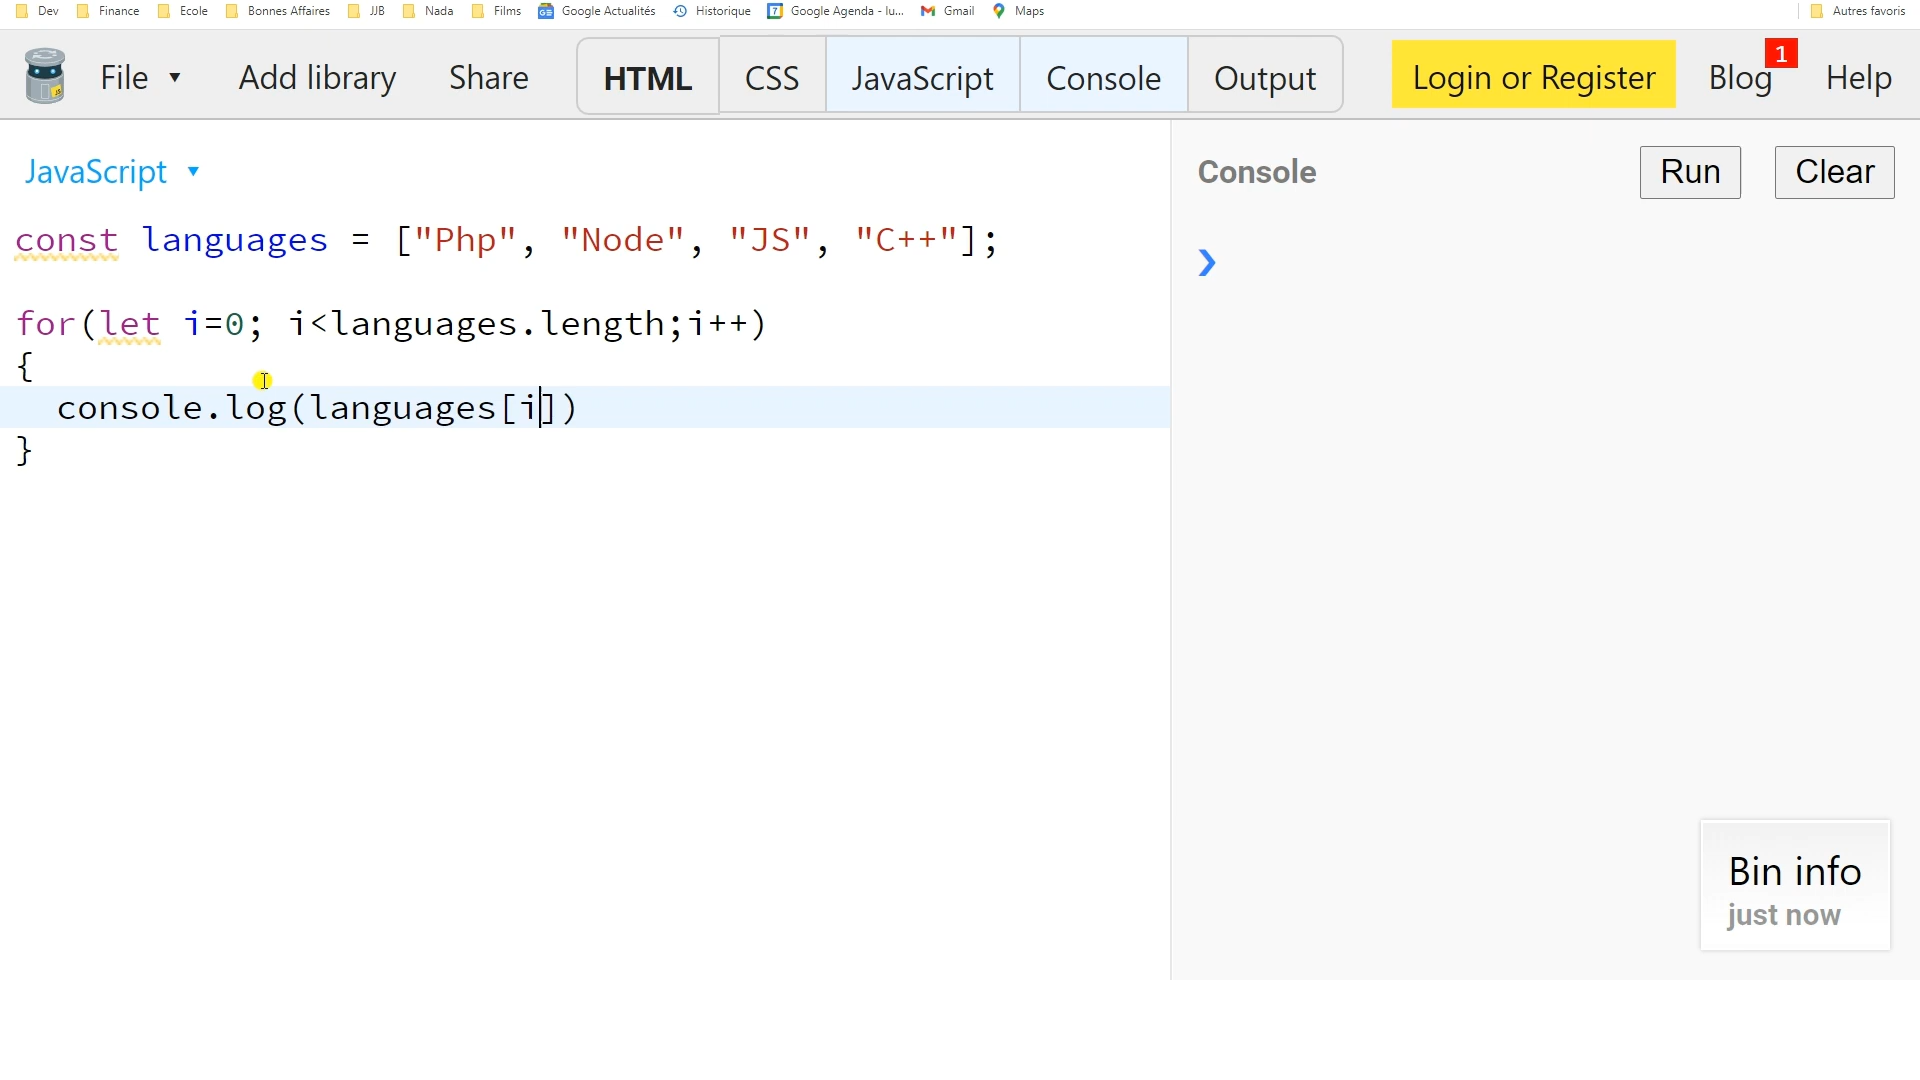 Dev Finance Ecole Bonnes Affaires JJB Nada Films Google Actualités Historique Google Agenda - lu... Gmail Maps Autres favoris
File Add library Share HTML CSS JavaScript Console Output Login or Register Blog 1 Help
JavaScript
const languages = ["Php", "Node", "JS", "C++"];
for(let i=0; i<languages.length;i++)
{
console.log(languages[i])
}
Console Run Clear
Bin info
just now